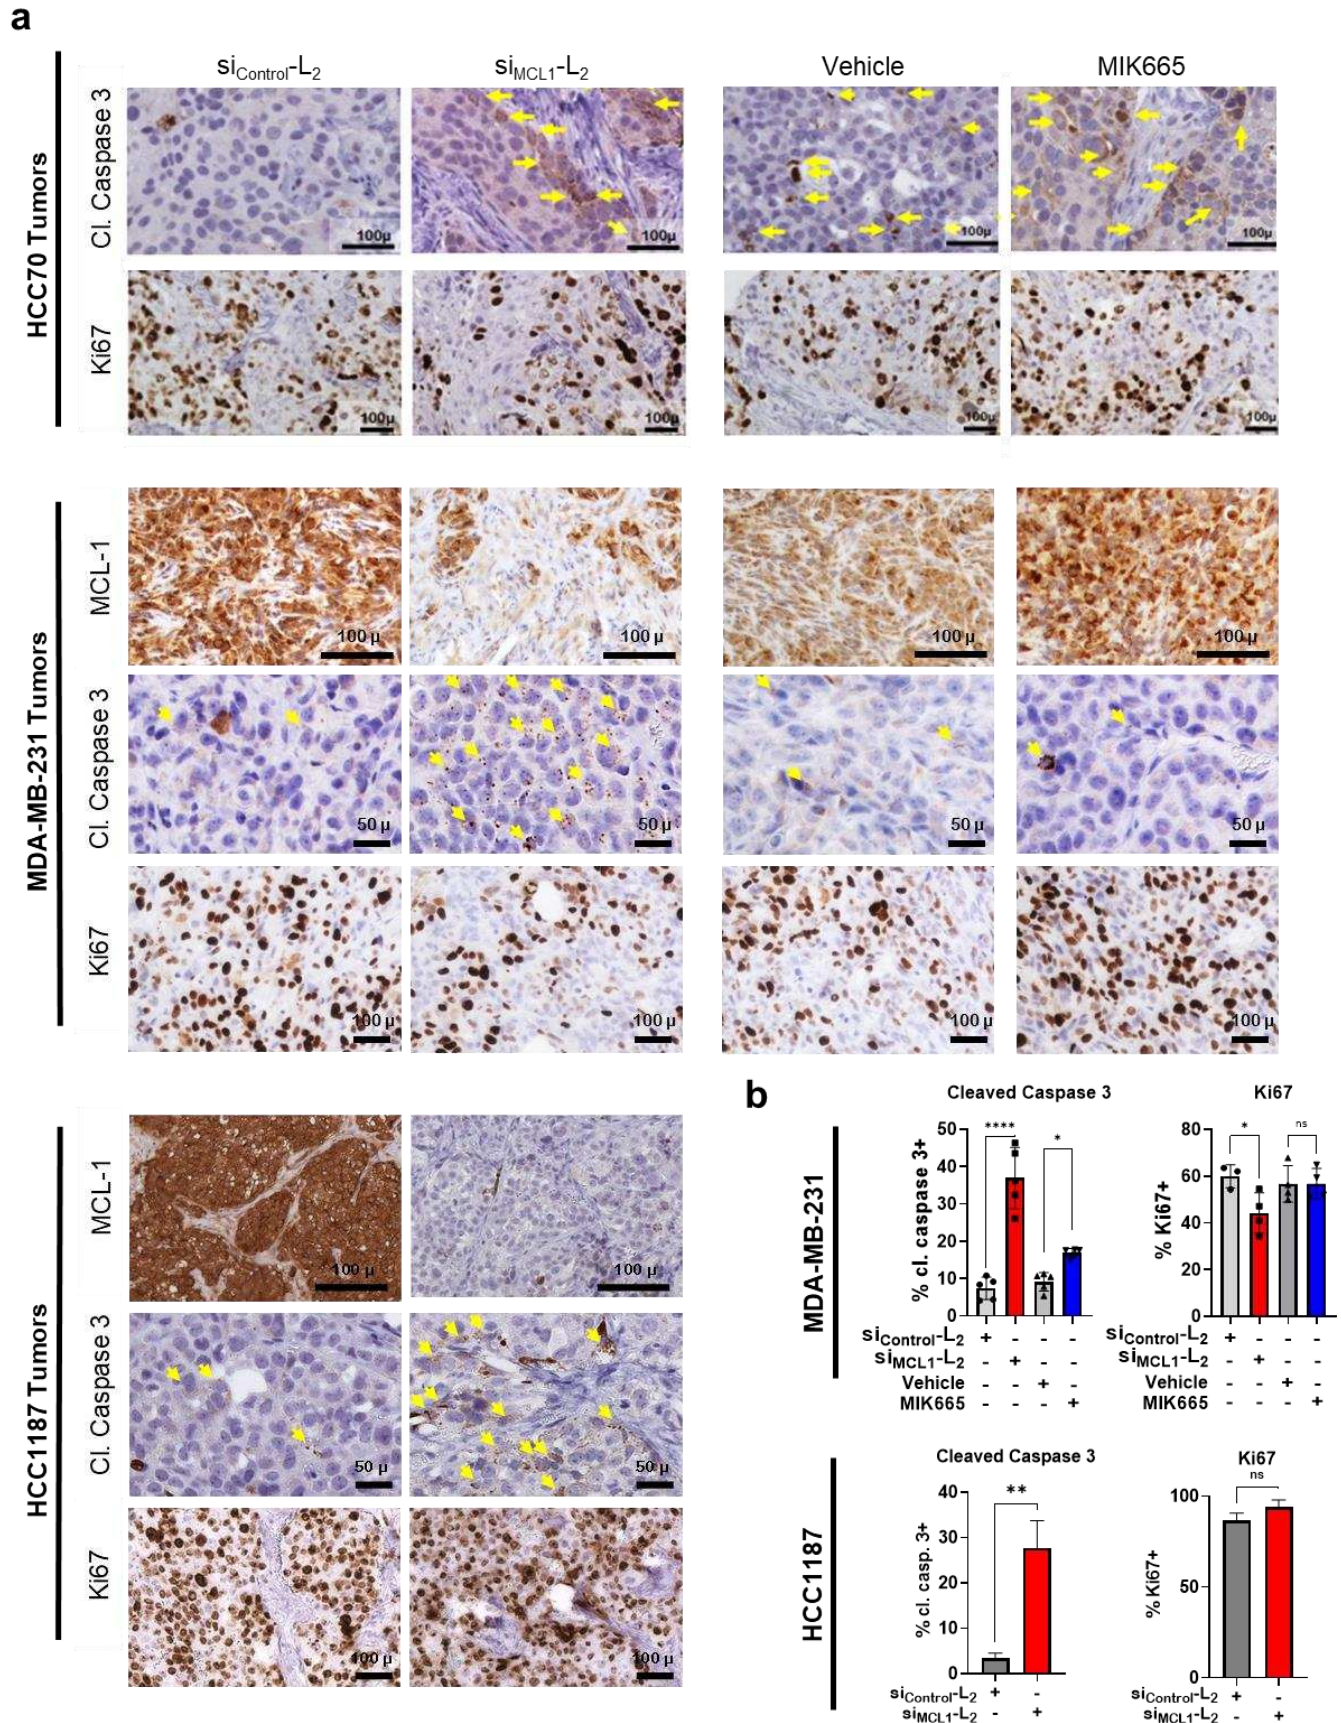 a
siControl-L2 siMCL1-L2 Vehicle MIK665
HCC70 Tumors
Cl. Caspase 3
100µ 100µ 100µ 100µ
Ki67
100µ 100µ 100µ 100µ
MDA-MB-231 Tumors
MCL-1
100 µ 100 µ 100 µ 100 µ
Cl. Caspase 3
50 µ 50 µ 50 µ 50 µ
Ki67
100 µ 100 µ 100 µ 100 µ
HCC1187 Tumors
MCL-1
100 µ 100 µ
Cl. Caspase 3
50 µ 50 µ
Ki67
100 µ 100 µ
b
MDA-MB-231
Cleaved Caspase 3
% cl. caspase 3+
50
40
30
20
10
0
**** *
siControl-L2 + - - -
siMCL1-L2 - + - -
Vehicle - - + -
MIK665 - - - +
Ki67
% Ki67+
80
60
40
20
0
* ns
siControl-L2 + - - -
siMCL1-L2 - + - -
Vehicle - - + -
MIK665 - - - +
HCC1187
Cleaved Caspase 3
% cl. casp. 3+
40
30
20
10
0
**
siControl-L2 + -
siMCL1-L2 - +
Ki67
ns
% Ki67+
100
50
0
siControl-L2 + -
siMCL1-L2 - +